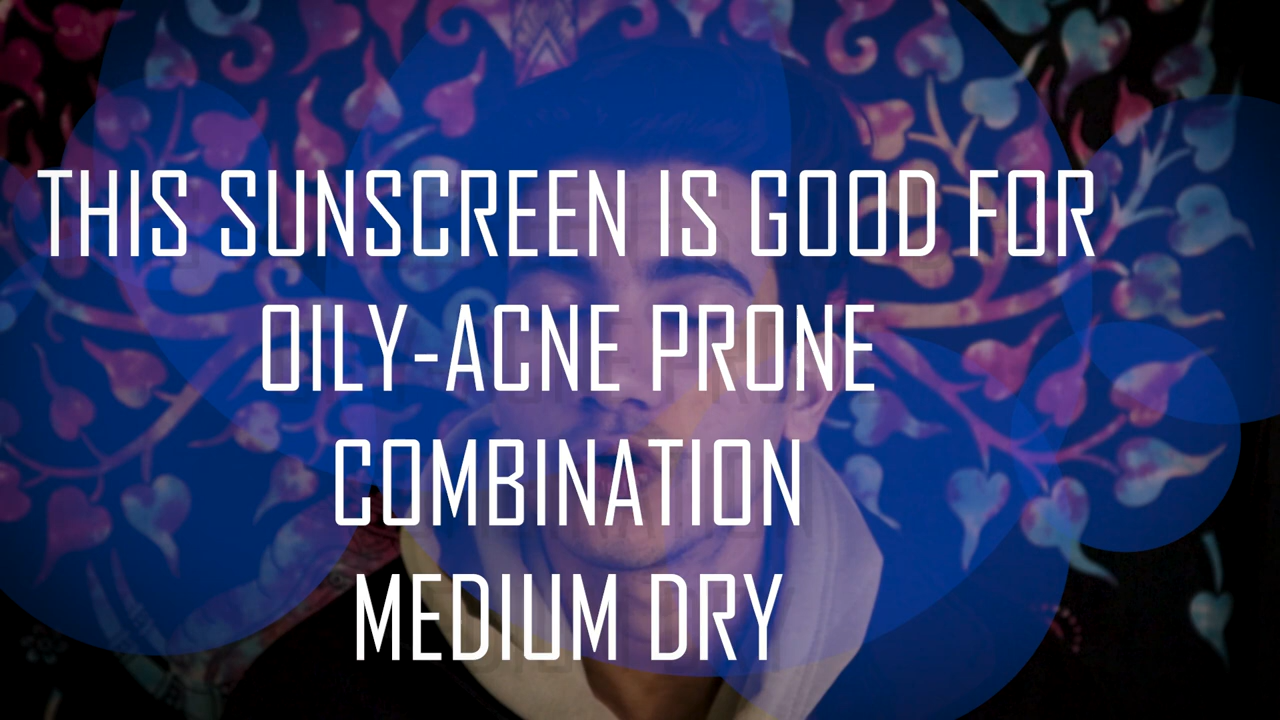 THIS SUNSCREEN IS GOOD FOR
OILY-ACNE PRONE
COMBINATION
MEDIUM DRY